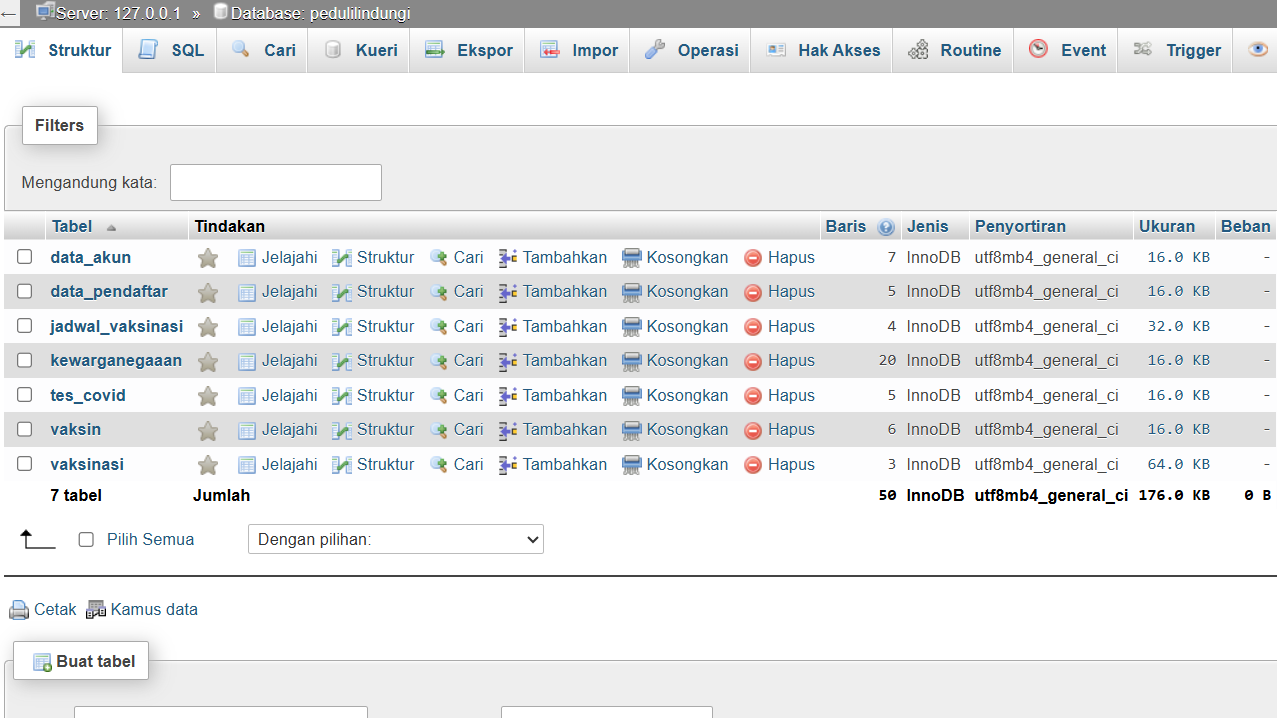 ← Server: 127.0.0.1 » Database: pedulilindungi
Struktur SQL Cari Kueri Ekspor Impor Operasi Hak Akses Routine Event Trigger
Filters
Mengandung kata:
Tabel Tindakan Baris Jenis Penyortiran Ukuran Beban
data_akun Jelajahi Struktur Cari Tambahkan Kosongkan Hapus 7 InnoDB utf8mb4_general_ci 16.0 KB -
data_pendaftar Jelajahi Struktur Cari Tambahkan Kosongkan Hapus 5 InnoDB utf8mb4_general_ci 16.0 KB -
jadwal_vaksinasi Jelajahi Struktur Cari Tambahkan Kosongkan Hapus 4 InnoDB utf8mb4_general_ci 32.0 KB -
kewarganegaaan Jelajahi Struktur Cari Tambahkan Kosongkan Hapus 20 InnoDB utf8mb4_general_ci 16.0 KB -
tes_covid Jelajahi Struktur Cari Tambahkan Kosongkan Hapus 5 InnoDB utf8mb4_general_ci 16.0 KB -
vaksin Jelajahi Struktur Cari Tambahkan Kosongkan Hapus 6 InnoDB utf8mb4_general_ci 16.0 KB -
vaksinasi Jelajahi Struktur Cari Tambahkan Kosongkan Hapus 3 InnoDB utf8mb4_general_ci 64.0 KB -
7 tabel Jumlah 50 InnoDB utf8mb4_general_ci 176.0 KB 0 B
Pilih Semua Dengan pilihan:
Cetak Kamus data
Buat tabel